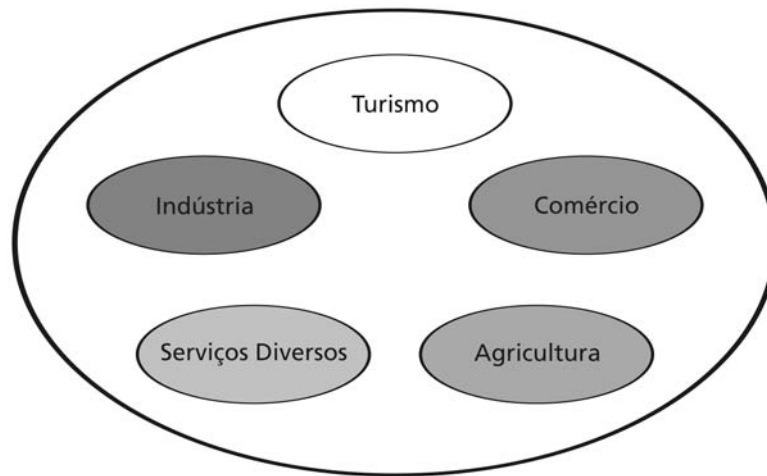 Turismo
Indústria
Comércio
Serviços Diversos
Agricultura